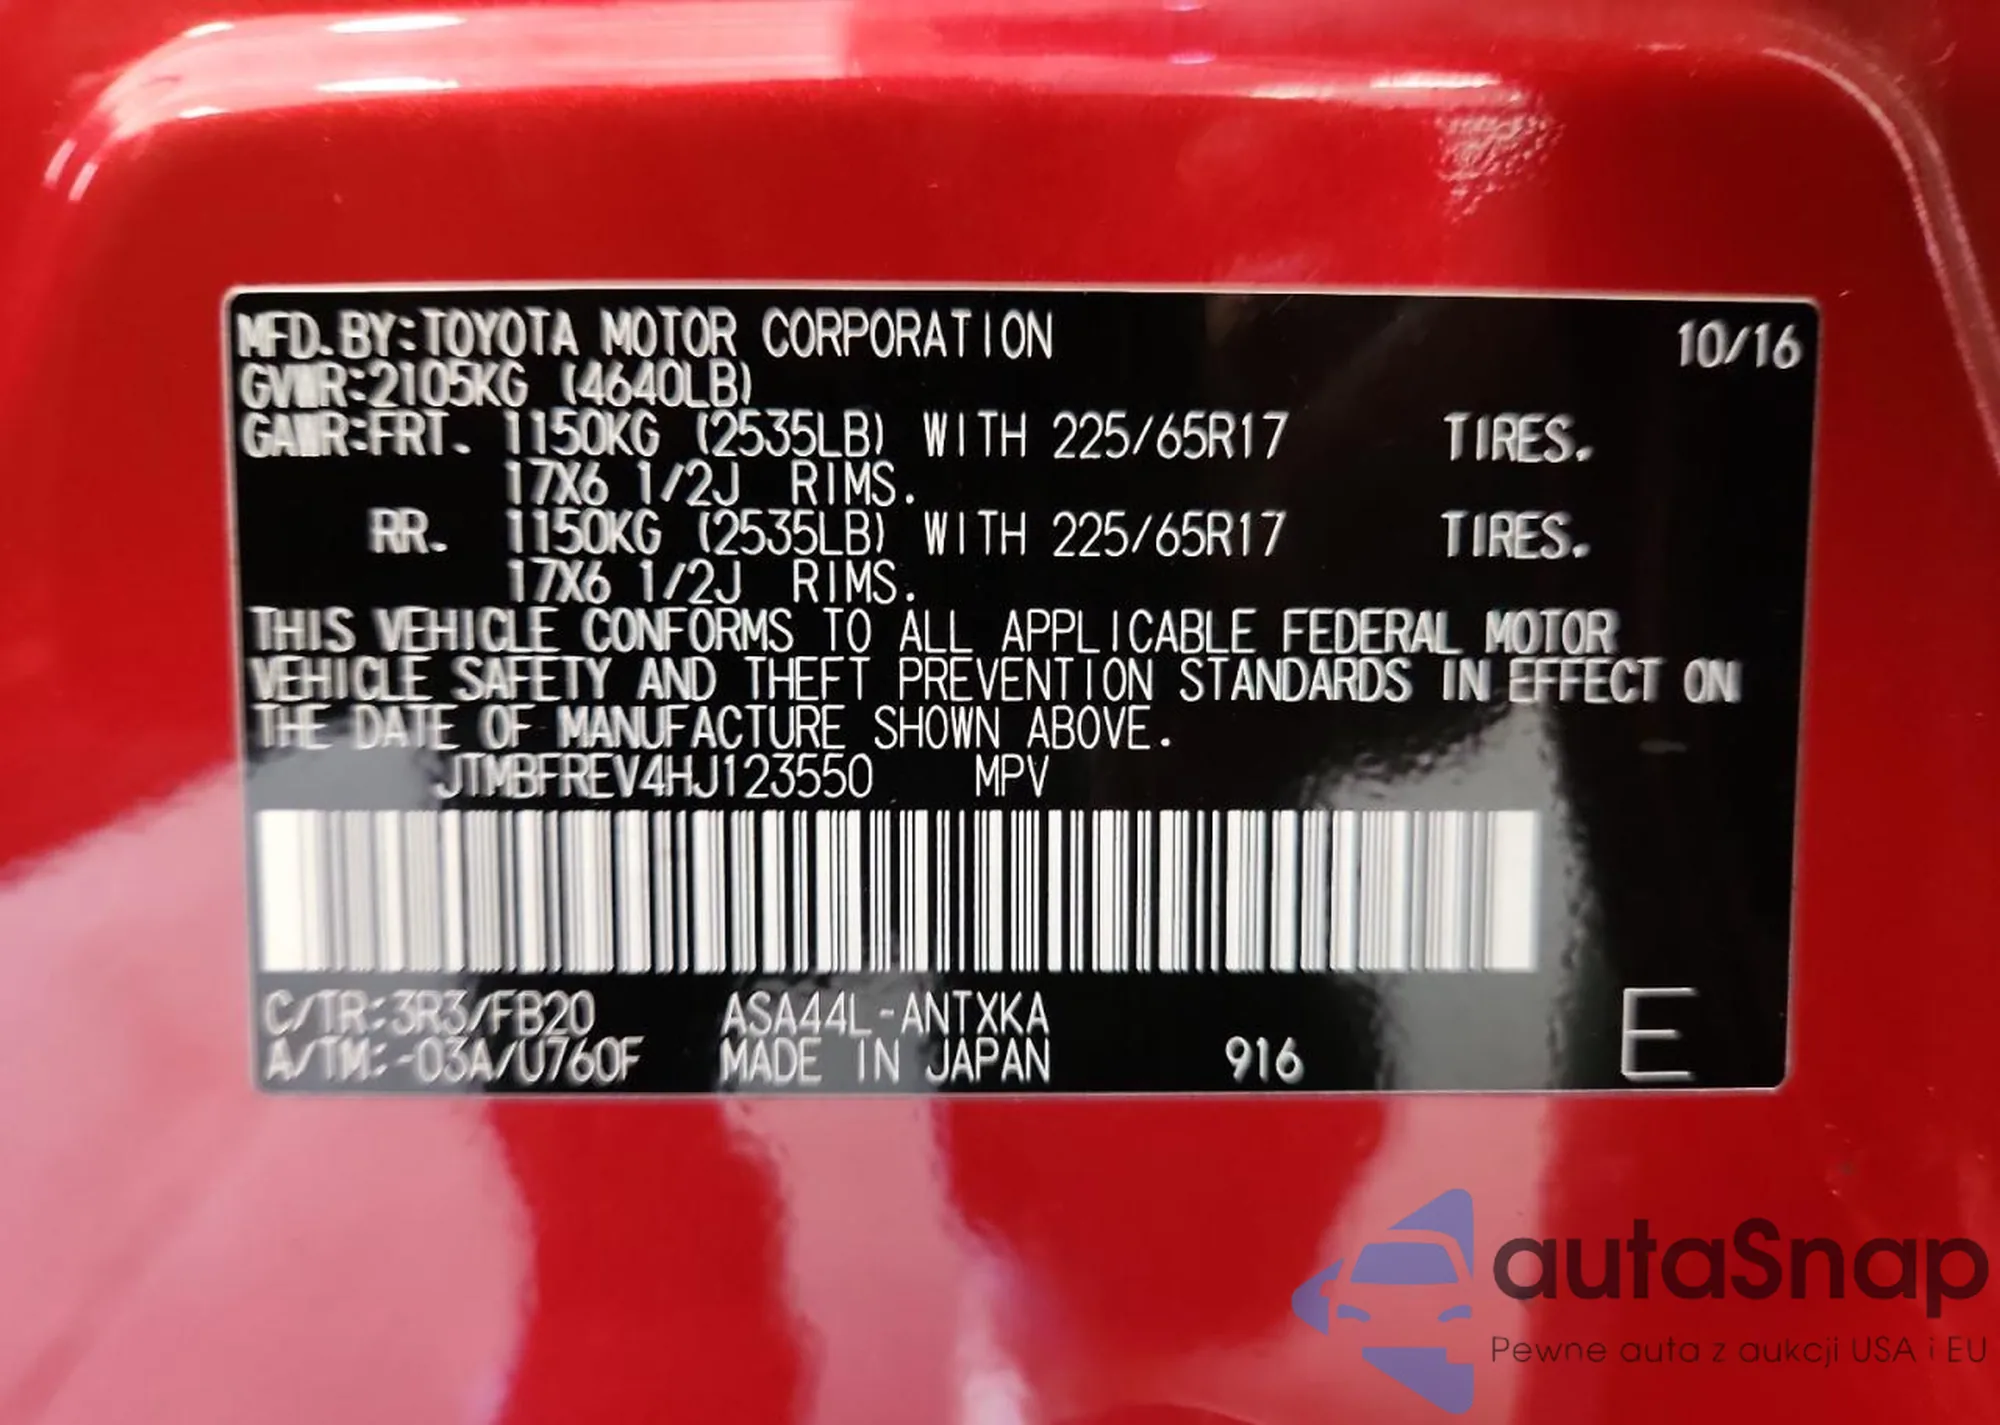 MFD.BY:TOYOTA MOTOR CORPORATION 10/16
GVWR:2105KG (4640LB)
GAWR:FRT. 1150KG (2535LB) WITH 225/65R17 TIRES.
17X6 1/2J RIMS.
RR. 1150KG (2535LB) WITH 225/65R17 TIRES.
17X6 1/2J RIMS.
THIS VEHICLE CONFORMS TO ALL APPLICABLE FEDERAL MOTOR
VEHICLE SAFETY AND THEFT PREVENTION STANDARDS IN EFFECT ON
THE DATE OF MANUFACTURE SHOWN ABOVE.
JTMBFREV4HJ123550 MPV
C/TR:3R3/FB20 ASA44L-ANTXKA
A/TM:-03A/U760F MADE IN JAPAN 916 E
autaSnap
Pewne auta z aukcji USA i EU